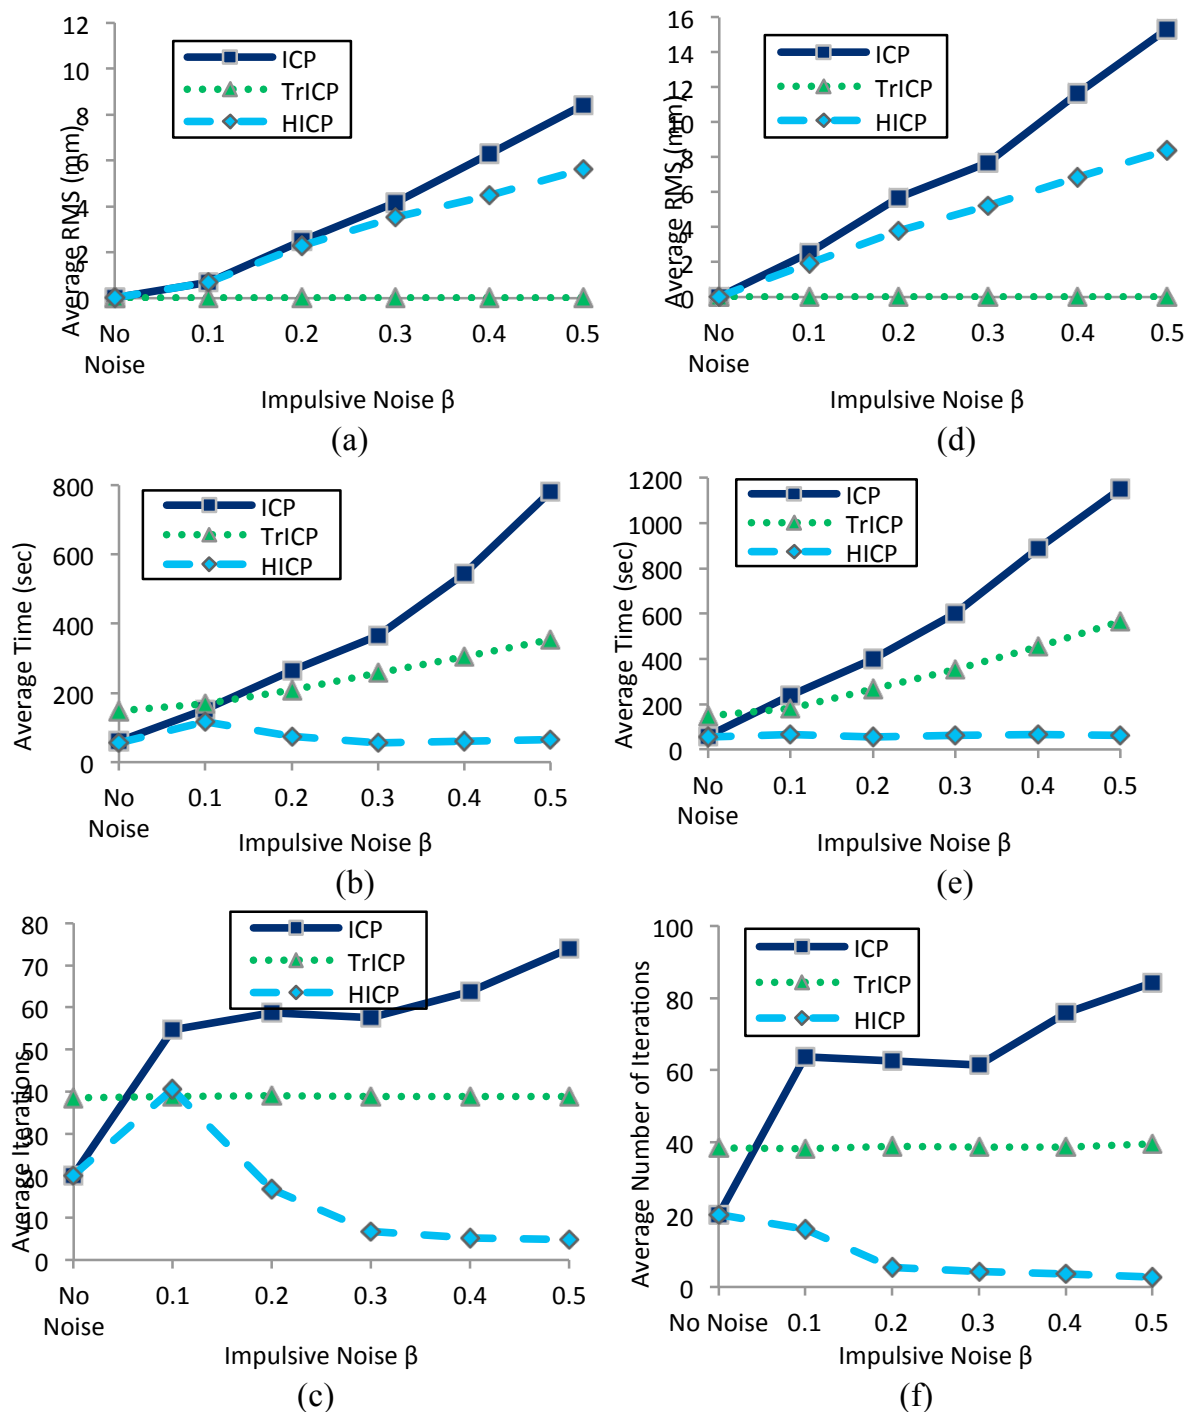 12
10
8
6
4
2
0
Average RMS (mm)
ICP
TrICP
HICP
No Noise
0.1
0.2
0.3
0.4
0.5
Impulsive Noise β
(a)
16
14
12
10
8
6
4
2
0
Average RMS (mm)
ICP
TrICP
HICP
No Noise
0.1
0.2
0.3
0.4
0.5
Impulsive Noise β
(d)
800
600
400
200
0
Average Time (sec)
ICP
TrICP
HICP
No Noise
0.1
0.2
0.3
0.4
0.5
Impulsive Noise β
(b)
1200
1000
800
600
400
200
0
Average Time (sec)
ICP
TrICP
HICP
No Noise
0.1
0.2
0.3
0.4
0.5
Impulsive Noise β
(e)
80
70
60
50
40
30
20
10
0
Average Iterations
ICP
TrICP
HICP
No Noise
0.1
0.2
0.3
0.4
0.5
Impulsive Noise β
(c)
100
80
60
40
20
0
Average Number of Iterations
ICP
TrICP
HICP
No Noise
0.1
0.2
0.3
0.4
0.5
Impulsive Noise β
(f)